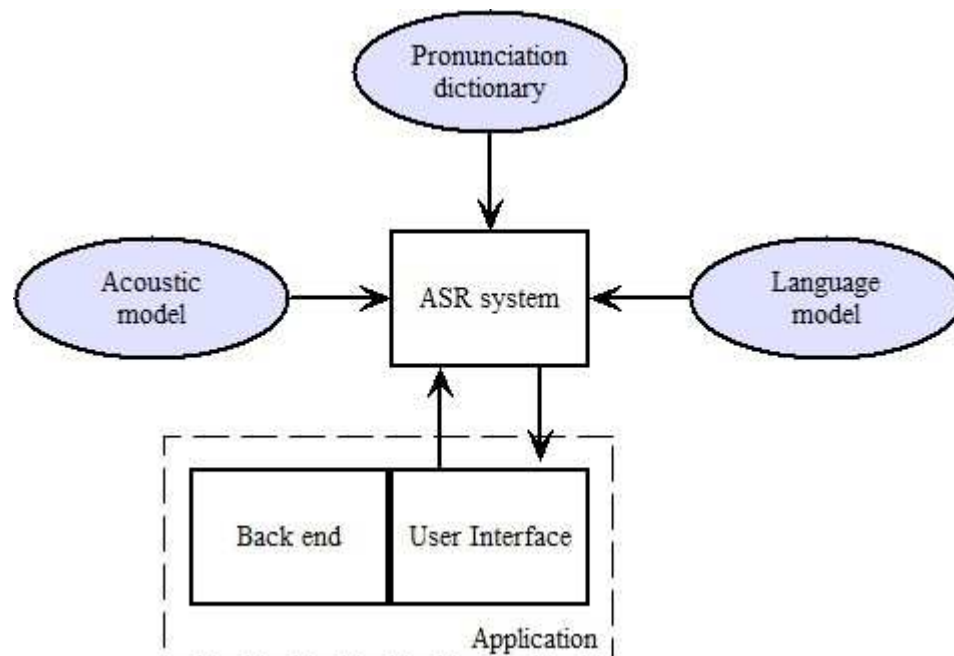 Pronunciation
dictionary
Acoustic
model
ASR system
Language
model
Back end
User Interface
Application